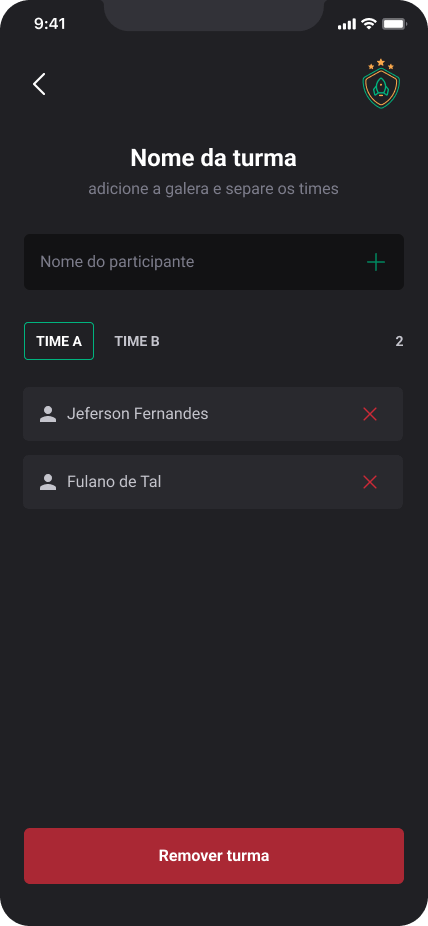 9:41
Nome da turma
adicione a galera e separe os times
Nome do participante
TIME A TIME B 2
Jeferson Fernandes
Fulano de Tal
Remover turma